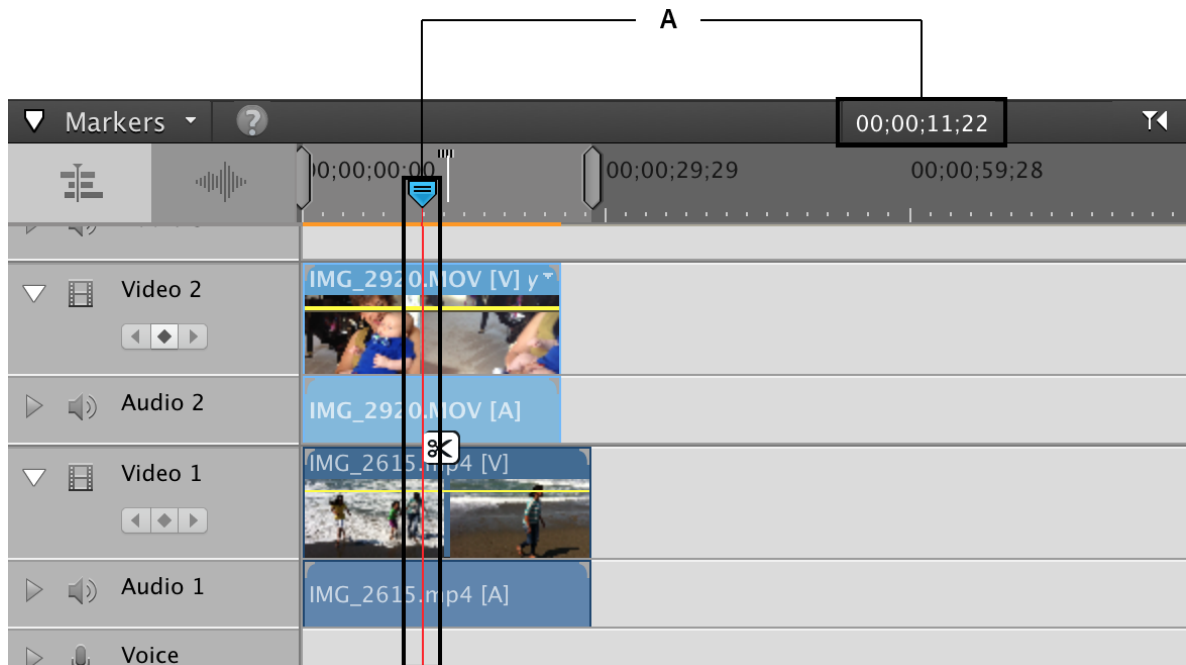 A
Markers ?
00;00;11;22
00;00;00;00 00;00;29;29 00;00;59;28
Video 2
IMG_2920.MOV [V] y
Audio 2
IMG_2920.MOV [A]
Video 1
IMG_2615.mp4 [V]
Audio 1
IMG_2615.mp4 [A]
Voice